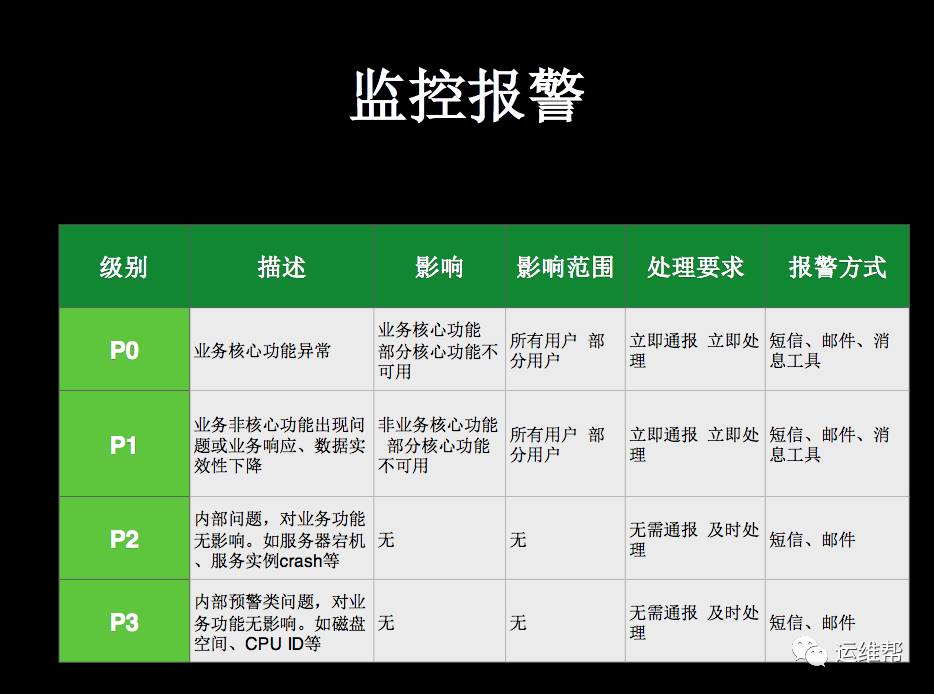 监控报警
级别 描述 影响 影响范围 处理要求 报警方式
P0
业务核心功能异常
业务核心功能
部分核心功能不
可用
所有用户 部
分用户
立即通报 立即处
理
短信、邮件、消
息工具
P1
业务非核心功能出现问
题或业务响应、数据实
效性下降
非业务核心功能
部分核心功能
不可用
所有用户 部
分用户
立即通报 立即处
理
短信、邮件、消
息工具
P2
内部问题，对业务功能
无影响。如服务器宕机
、服务实例crash等
无
无
无需通报 及时处
理
短信、邮件
P3
内部预警类问题，对业
务功能无影响。如磁盘
空间、CPU ID等
无
无
无需通报 及时处
理
短信、邮件
运维帮